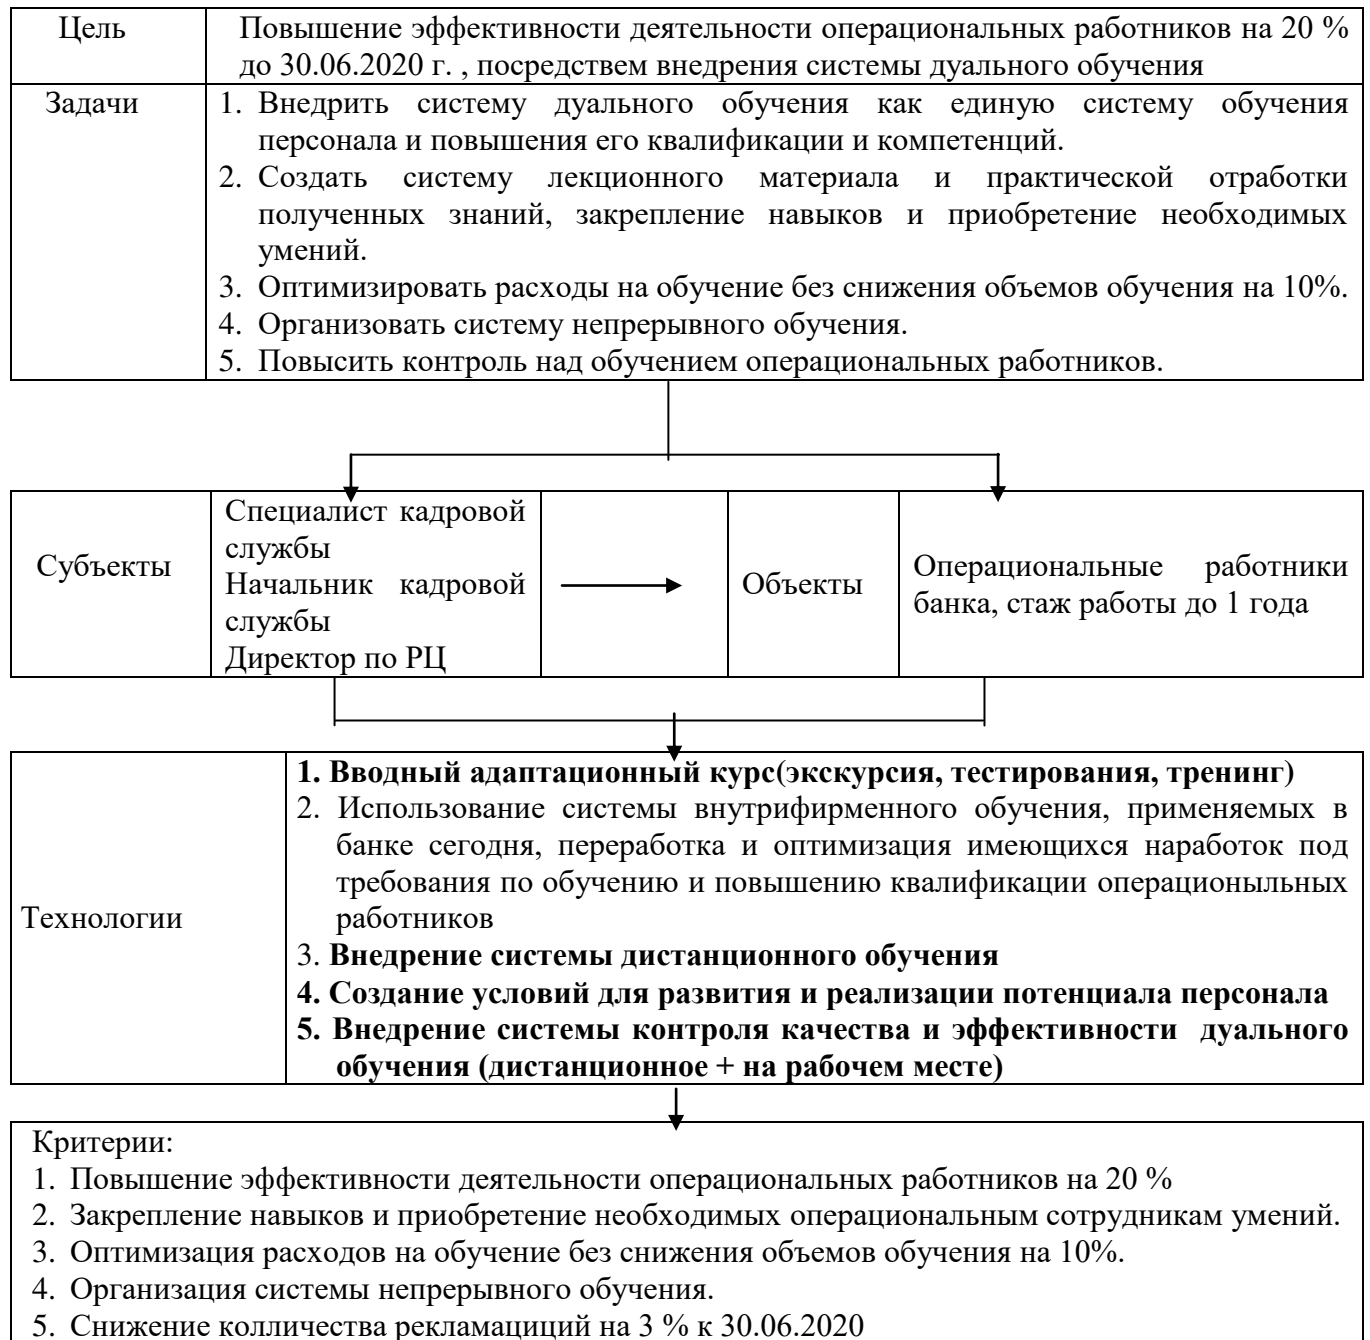 Цель
Повышение эффективности деятельности операциональных работников на 20 %
до 30.06.2020 г. , посредствем внедрения системы дуального обучения
Задачи
1. Внедрить систему дуального обучения как единую систему обучения
персонала и повышения его квалификации и компетенций.
2. Создать систему лекционного материала и практической отработки
полученных знаний, закрепление навыков и приобретение необходимых
умений.
3. Оптимизировать расходы на обучение без снижения объемов обучения на 10%.
4. Организовать систему непрерывного обучения.
5. Повысить контроль над обучением операциональных работников.
Субъекты
Специалист кадровой
службы
Начальник кадровой
службы
Директор по РЦ
Объекты
Операциональные работники
банка, стаж работы до 1 года
Технологии
1. Вводный адаптационный курс(экскурсия, тестирования, тренинг)
2. Использование системы внутрифирменного обучения, применяемых в
банке сегодня, переработка и оптимизация имеющихся наработок под
требования по обучению и повышению квалификации операционыльных
работников
3. Внедрение системы дистанционного обучения
4. Создание условий для развития и реализации потенциала персонала
5. Внедрение системы контроля качества и эффективности дуального
обучения (дистанционное + на рабочем месте)
Критерии:
1. Повышение эффективности деятельности операциональных работников на 20 %
2. Закрепление навыков и приобретение необходимых операциональным сотрудникам умений.
3. Оптимизация расходов на обучение без снижения объемов обучения на 10%.
4. Организация системы непрерывного обучения.
5. Снижение колличества рекламациций на 3 % к 30.06.2020